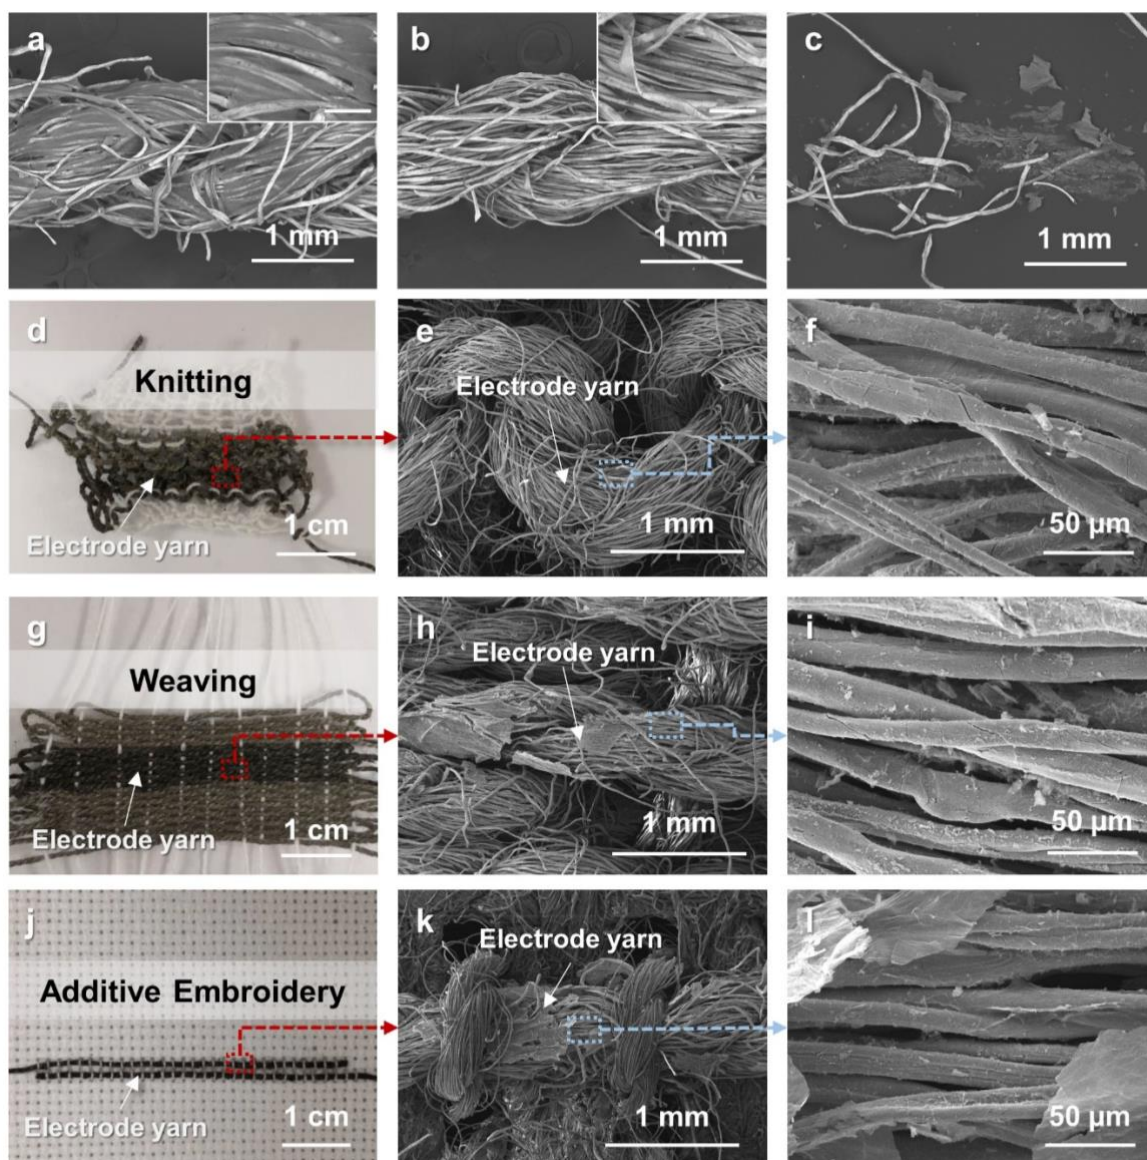 a
b
c
1 mm
1 mm
1 mm
d
Knitting
Electrode yarn
1 cm
e
Electrode yarn
1 mm
f
50 µm
g
Weaving
Electrode yarn
1 cm
h
Electrode yarn
1 mm
i
50 µm
j
Additive Embroidery
Electrode yarn
1 cm
k
Electrode yarn
1 mm
l
50 µm